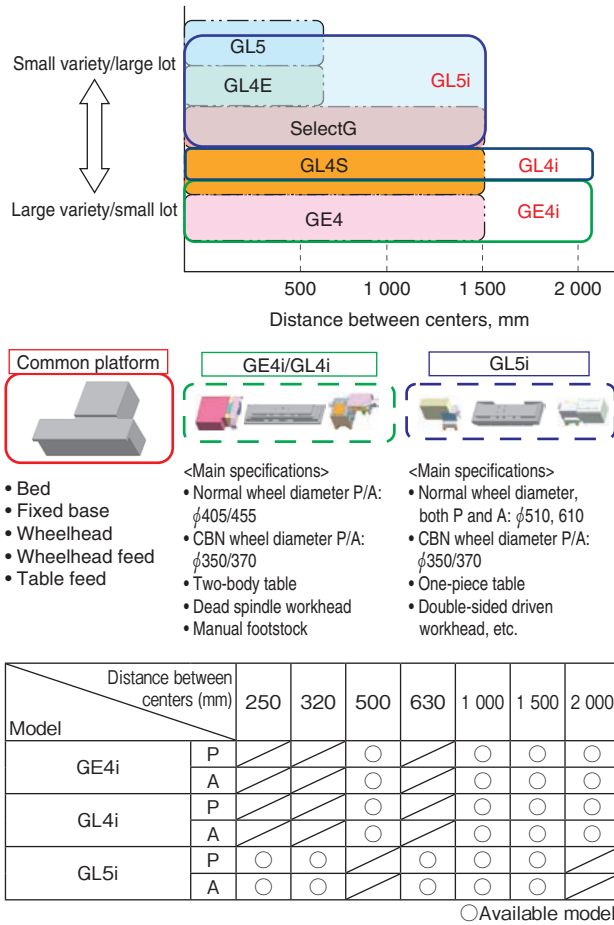 Small variety/large lot
Large variety/small lot
GL5
GL4E
GL5i
SelectG
GL4S
GL4i
GE4
GE4i
500 1 000 1 500 2 000
Distance between centers, mm
Common platform
• Bed
• Fixed base
• Wheelhead
• Wheelhead feed
• Table feed
GE4i/GL4i
<Main specifications>
• Normal wheel diameter P/A:
ϕ405/455
• CBN wheel diameter P/A:
ϕ350/370
• Two-body table
• Dead spindle workhead
• Manual footstock
GL5i
<Main specifications>
• Normal wheel diameter,
both P and A: ϕ510, 610
• CBN wheel diameter P/A:
ϕ350/370
• One-piece table
• Double-sided driven
workhead, etc.
Distance between
centers (mm)
Model
250 320 500 630 1 000 1 500 2 000
GE4i
P ○ ○ ○ ○
A ○ ○ ○ ○
GL4i
P ○ ○ ○ ○
A ○ ○ ○ ○
GL5i
P ○ ○ ○ ○ ○
A ○ ○ ○ ○ ○
○Available model